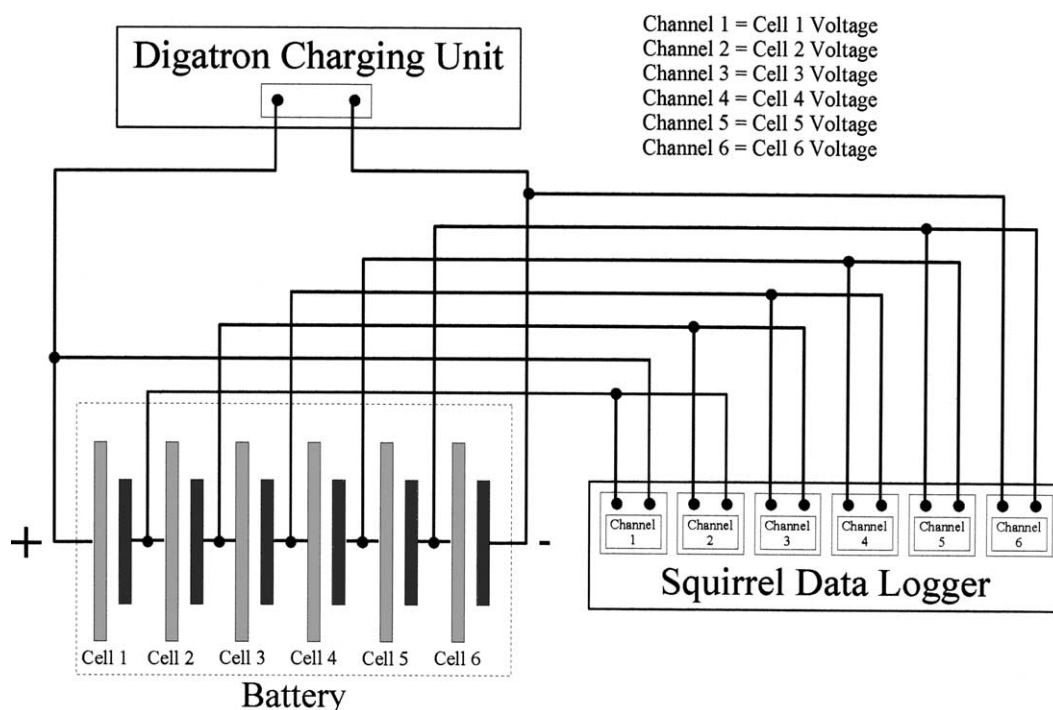 Digatron Charging Unit
Channel 1 = Cell 1 Voltage
Channel 2 = Cell 2 Voltage
Channel 3 = Cell 3 Voltage
Channel 4 = Cell 4 Voltage
Channel 5 = Cell 5 Voltage
Channel 6 = Cell 6 Voltage
+
-
Cell 1 Cell 2 Cell 3 Cell 4 Cell 5 Cell 6
Battery
Channel
1
Channel
2
Channel
3
Channel
4
Channel
5
Channel
6
Squirrel Data Logger